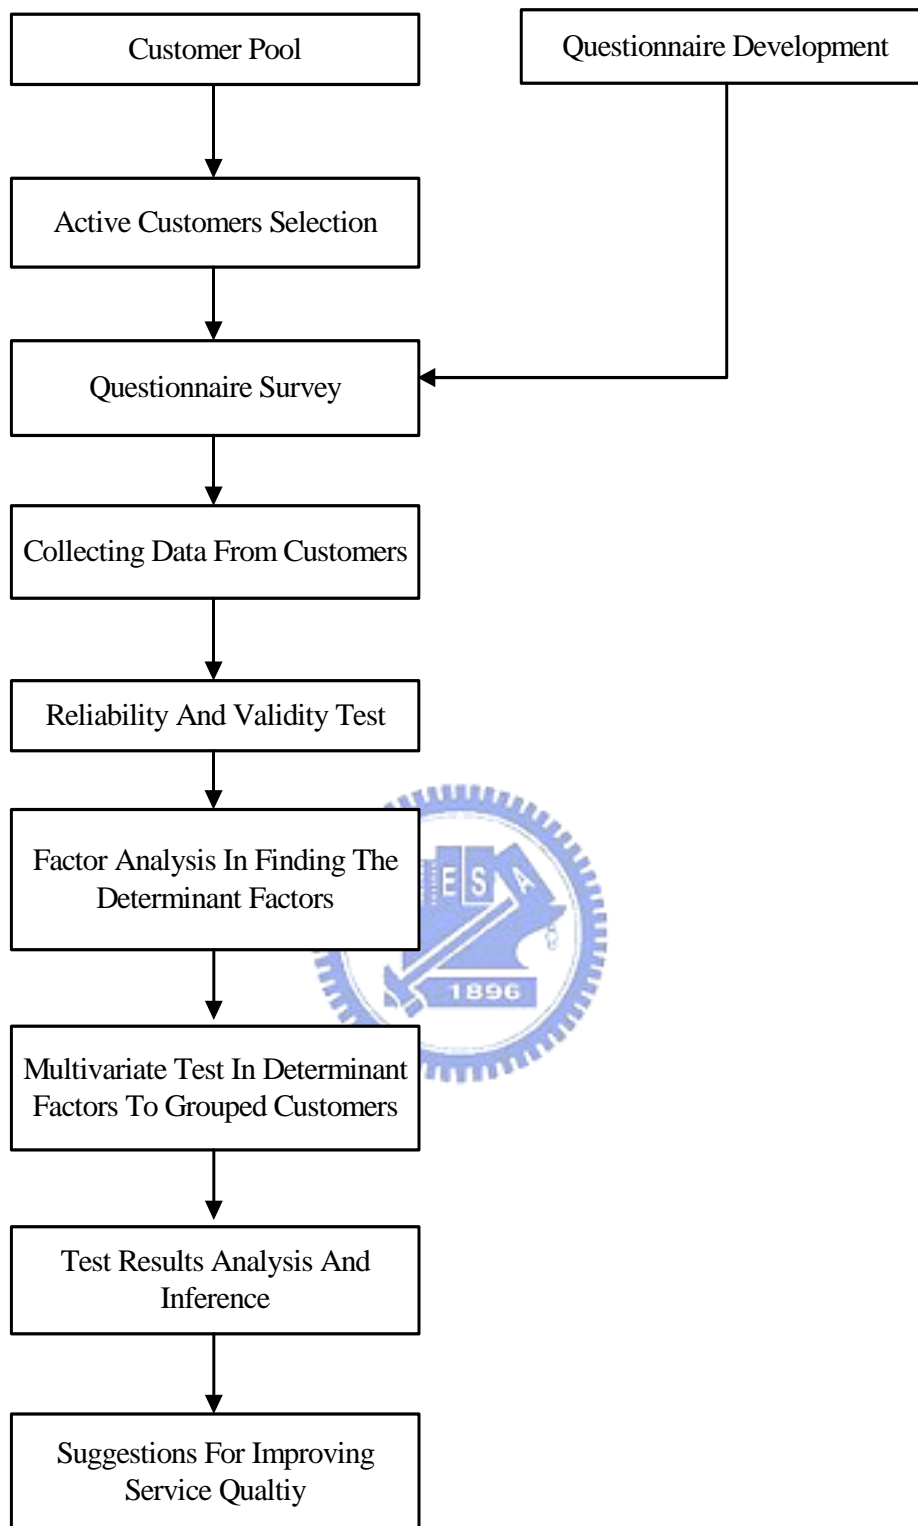 Customer Pool
Questionnaire Development
Active Customers Selection
Questionnaire Survey
Collecting Data From Customers
Reliability And Validity Test
Factor Analysis In Finding The
Determinant Factors
E S A
1896
Multivariate Test In Determinant
Factors To Grouped Customers
Test Results Analysis And
Inference
Suggestions For Improving
Service Qualtiy